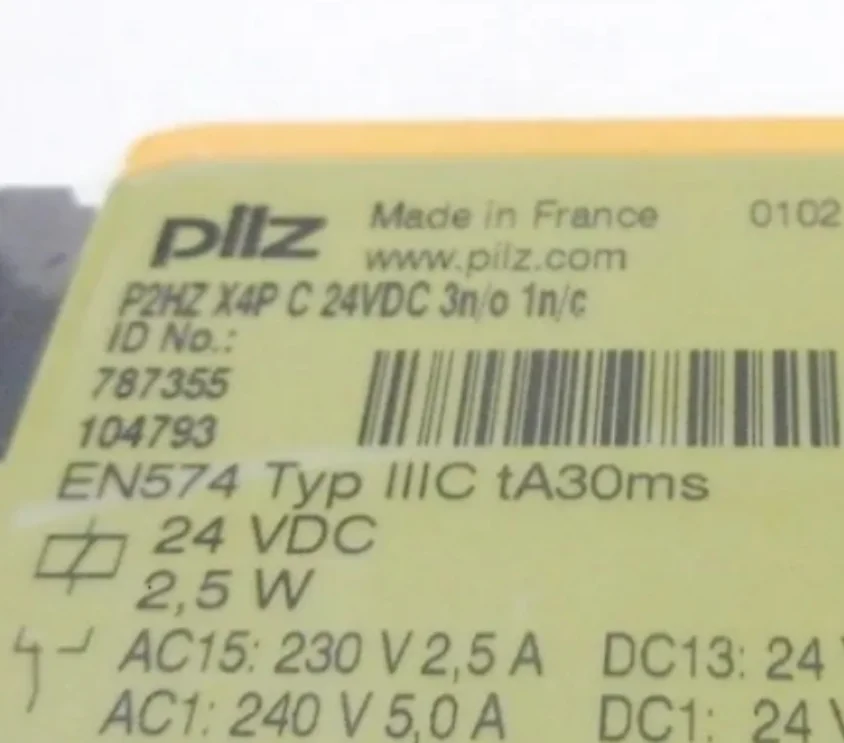 pilz Made in France 0102
www.pilz.com
P2HZ X4P C 24VDC 3n/o 1n/c
ID No.:
787355
104793
EN574 Typ IIIC tA30ms
24 VDC
2,5 W
AC15: 230 V 2,5 A DC13: 24 V
AC1: 240 V 5,0 A DC1: 24 V